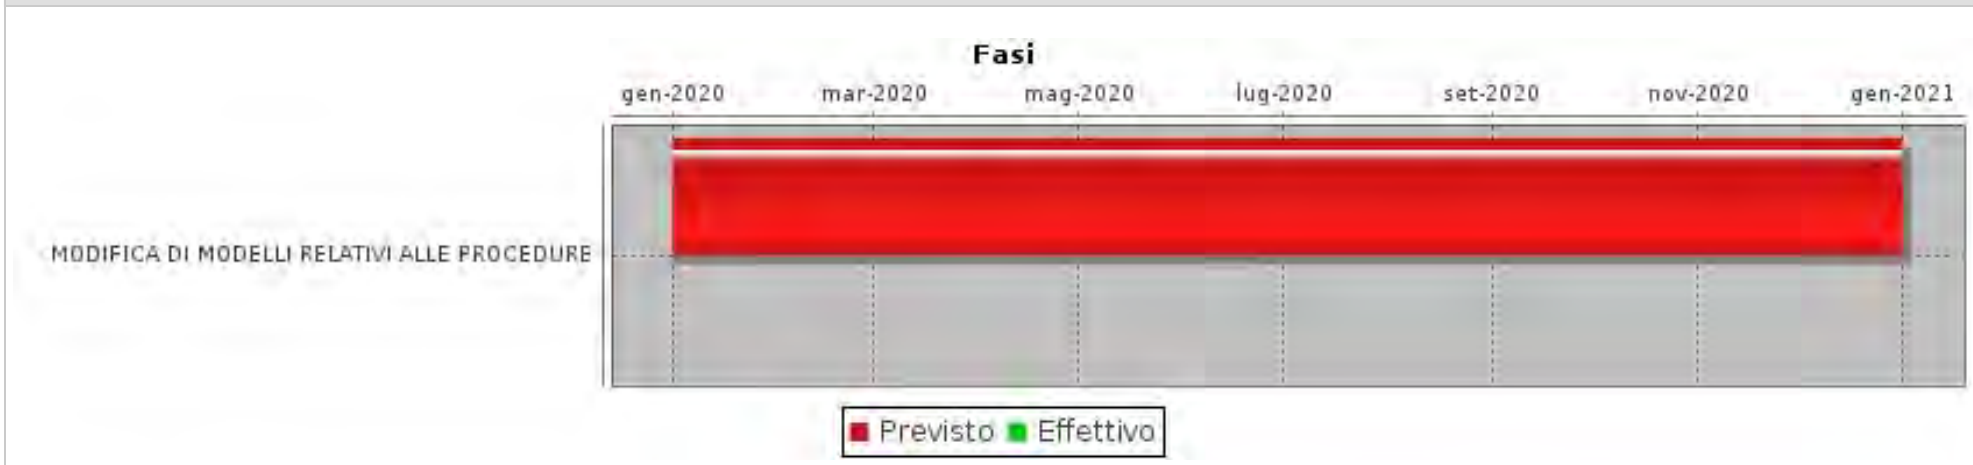 Fasi
gen-2020 mar-2020 mag-2020 lug-2020 set-2020 nov-2020 gen-2021
MODIFICA DI MODELLI RELATIVI ALLE PROCEDURE
Previsto Effettivo